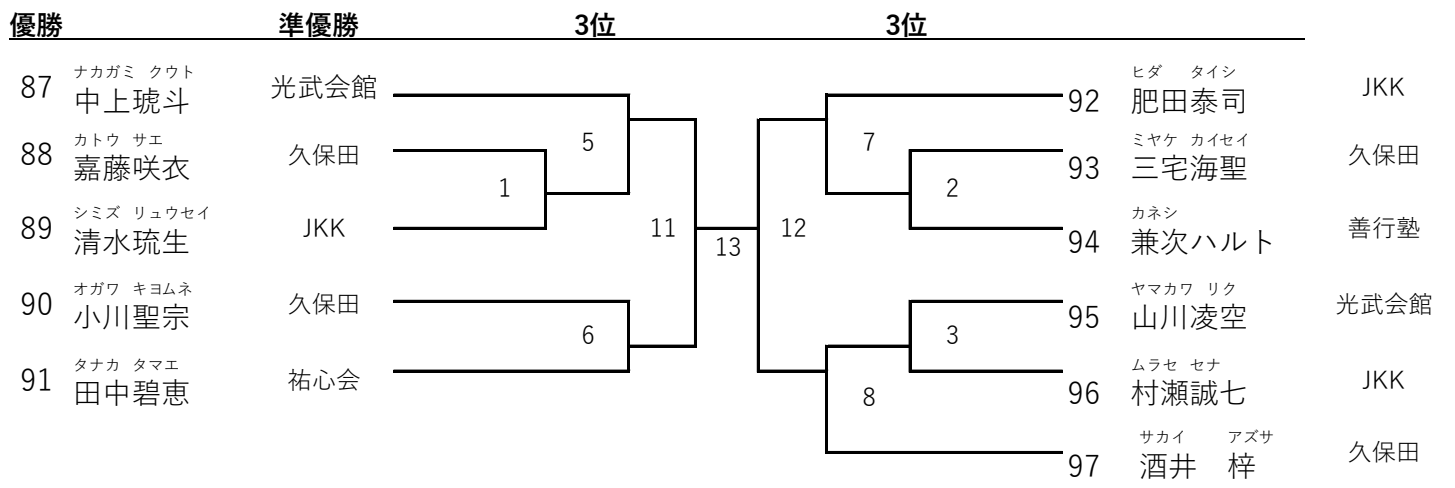 優勝 準優勝 3位 3位
ナカガミ クウト
87 中上琥斗 光武会館
カトウ サエ
88 嘉藤咲衣 久保田
シミズ リュウセイ
89 清水琉生 JKK
オガワ キヨムネ
90 小川聖宗 久保田
タナカ タマエ
91 田中碧恵 祐心会
5
1
11
6
13
12
7
2
3
8
ヒダ タイシ
92 肥田泰司 JKK
ミヤケ カイセイ
93 三宅海聖 久保田
カネシ
94 兼次ハルト 善行塾
ヤマカワ リク
95 山川凌空 光武会館
ムラセ セナ
96 村瀬誠七 JKK
サカイ アズサ
97 酒井 梓 久保田